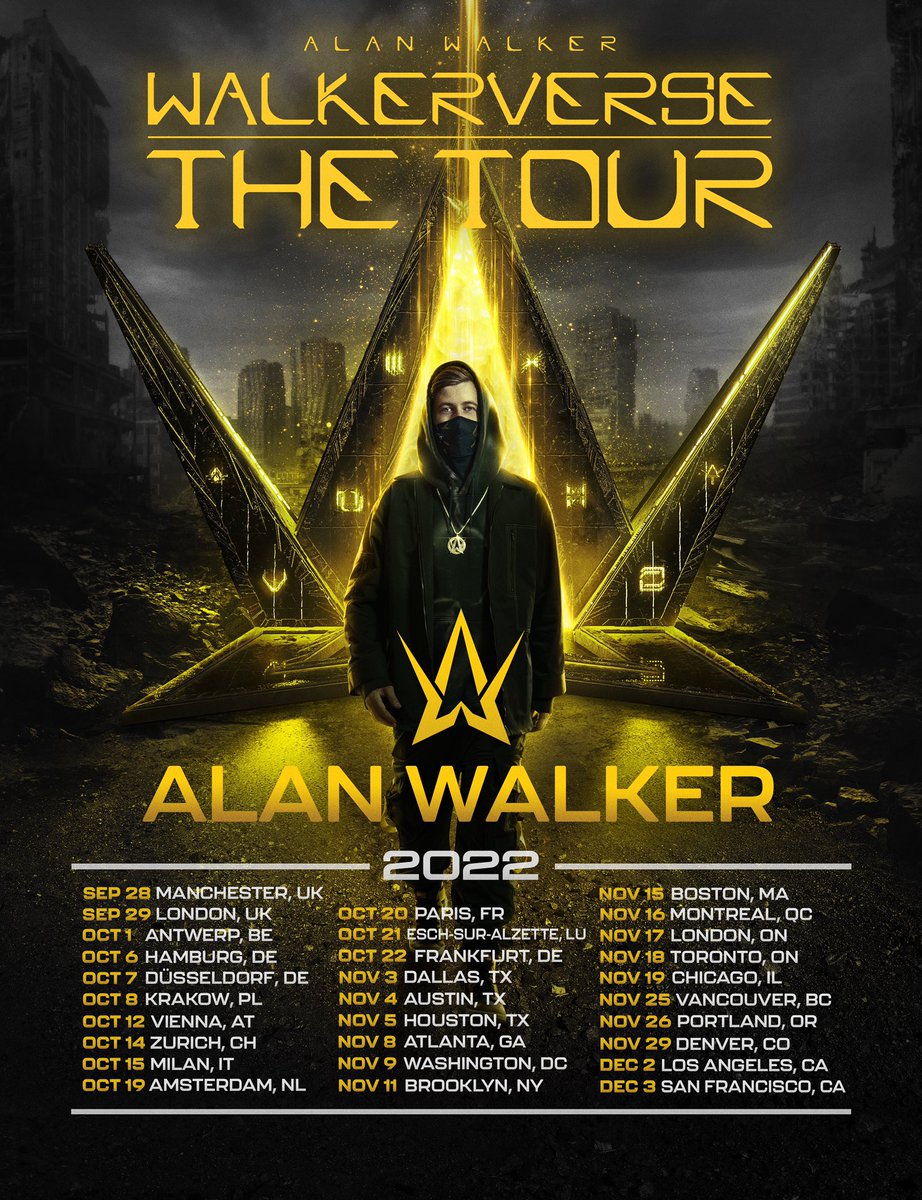 ALAN WALKER
WALKERVERSE
THE TOUR
ALAN WALKER
2022
SEP 28 MANCHESTER, UK
SEP 29 LONDON, UK
OCT 1 ANTWERP, BE
OCT 6 HAMBURG, DE
OCT 7 DÜSSELDORF, DE
OCT 8 KRAKOW, PL
OCT 12 VIENNA, AT
OCT 14 ZURICH, CH
OCT 15 MILAN, IT
OCT 19 AMSTERDAM, NL
OCT 20 PARIS, FR
OCT 21 ESCH-SUR-ALZETTE, LU
OCT 22 FRANKFURT, DE
NOV 3 DALLAS, TX
NOV 4 AUSTIN, TX
NOV 5 HOUSTON, TX
NOV 8 ATLANTA, GA
NOV 9 WASHINGTON, DC
NOV 11 BROOKLYN, NY
NOV 15 BOSTON, MA
NOV 16 MONTREAL, QC
NOV 17 LONDON, ON
NOV 18 TORONTO, ON
NOV 19 CHICAGO, IL
NOV 25 VANCOUVER, BC
NOV 26 PORTLAND, OR
NOV 29 DENVER, CO
DEC 2 LOS ANGELES, CA
DEC 3 SAN FRANCISCO, CA